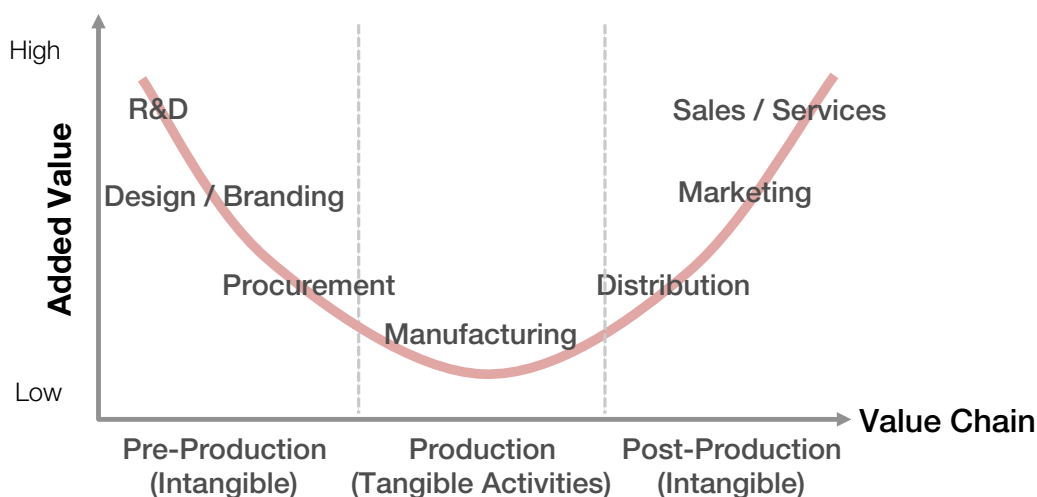 High
R&D
Sales / Services
Added Value
Design / Branding
Marketing
Procurement
Distribution
Manufacturing
Low
Value Chain
Pre-Production
(Intangible)
Production
(Tangible Activities)
Post-Production
(Intangible)